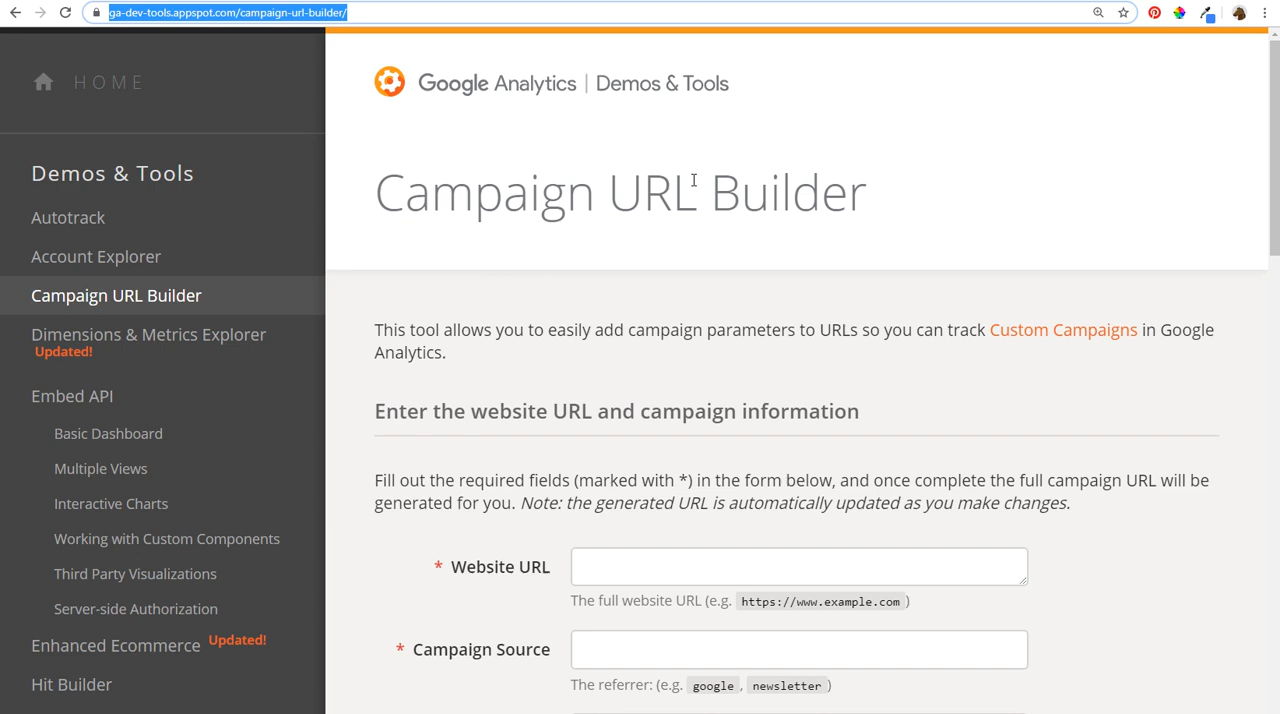 ga-dev-tools.appspot.com/campaign-url-builder/
HOME
Demos & Tools
Autotrack
Account Explorer
Campaign URL Builder
Dimensions & Metrics Explorer
Updated!
Embed API
Basic Dashboard
Multiple Views
Interactive Charts
Working with Custom Components
Third Party Visualizations
Server-side Authorization
Enhanced Ecommerce Updated!
Hit Builder
Google Analytics | Demos & Tools
Campaign URL Builder
This tool allows you to easily add campaign parameters to URLs so you can track Custom Campaigns in Google
Analytics.
Enter the website URL and campaign information
Fill out the required fields (marked with *) in the form below, and once complete the full campaign URL will be
generated for you. Note: the generated URL is automatically updated as you make changes.
* Website URL
The full website URL (e.g. https://www.example.com )
* Campaign Source
The referrer: (e.g. google , newsletter )